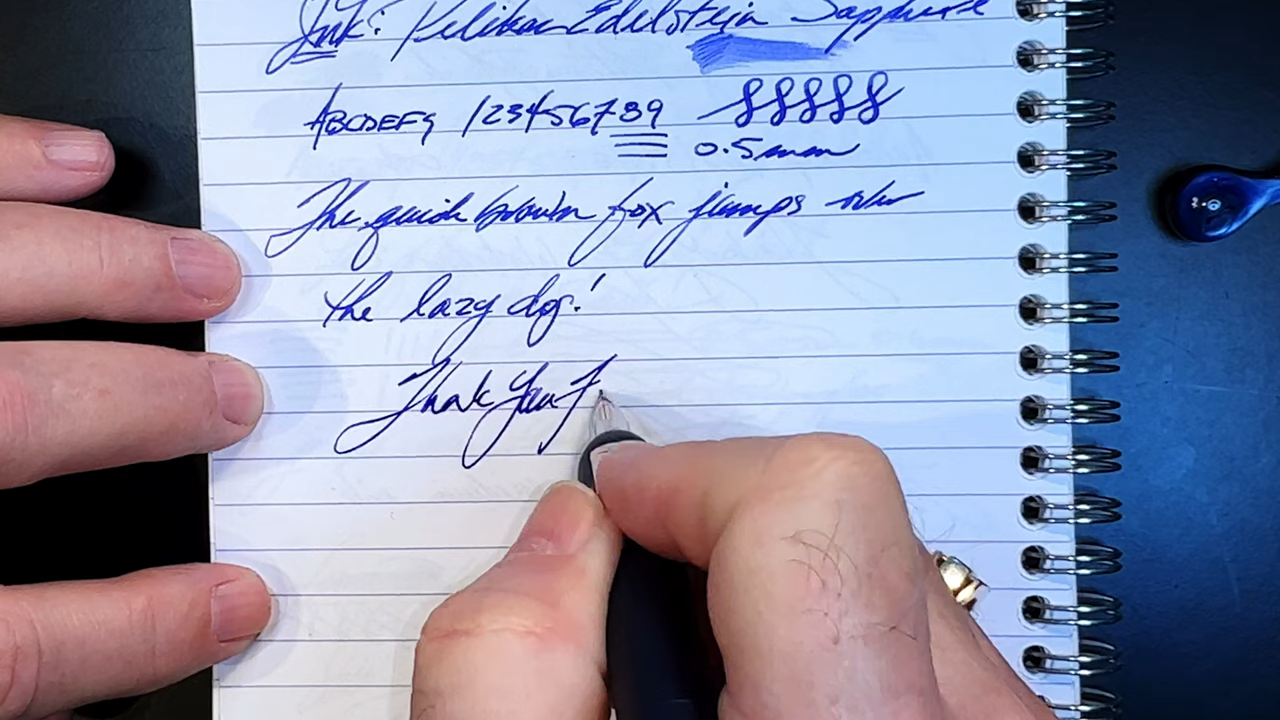 Ink: Pelikan Edelstein Sapphire
ABCDEFG 123456789
0.5mm
The quick brown fox jumps over
the lazy dog!
Thank You F